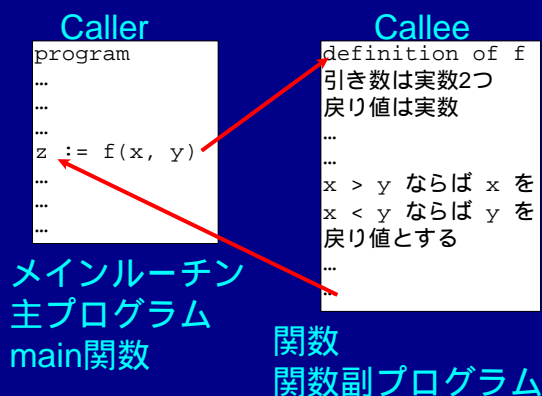 Caller
program
…
…
…
z := f(x, y)
…
…
…
メインルーチン
主プログラム
main関数
Callee
definition of f
引き数は実数2つ
戻り値は実数
…
…
x > y ならば x を
x < y ならば y を
戻り値とする
…
…
関数
関数副プログラム